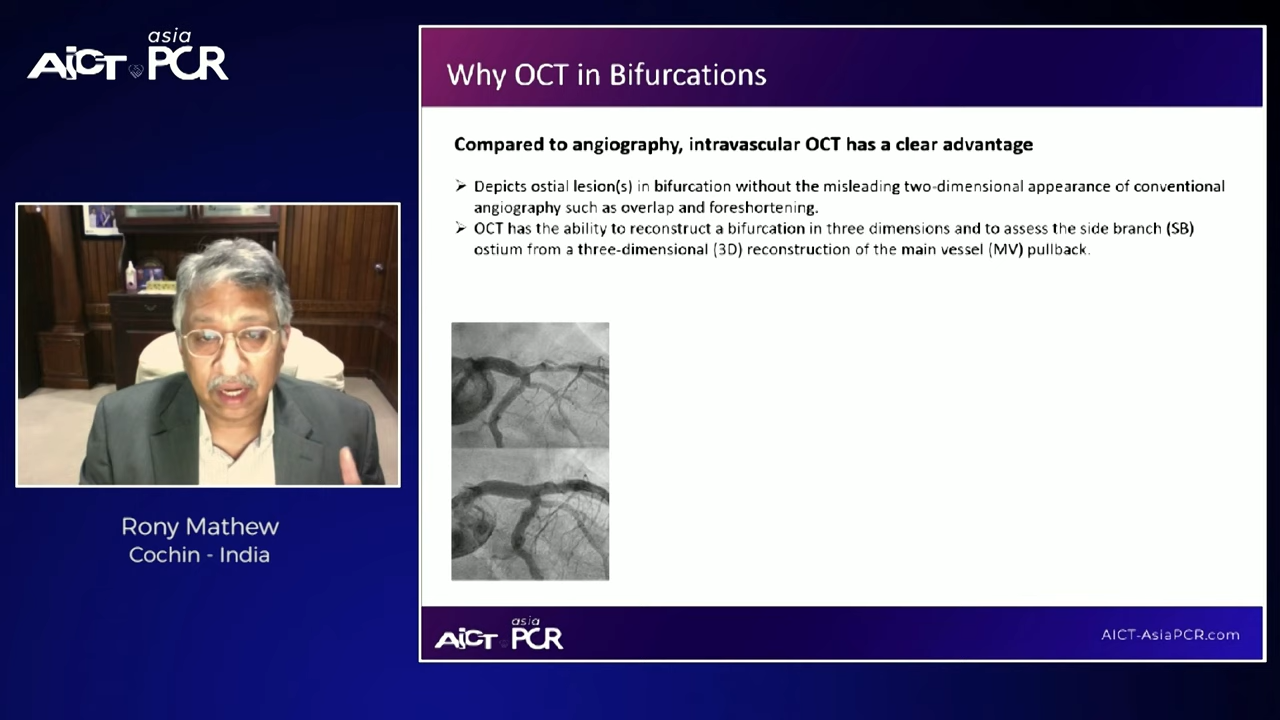 asia
AICT PCR
Why OCT in Bifurcations
Compared to angiography, intravascular OCT has a clear advantage
➢ Depicts ostial lesion(s) in bifurcation without the misleading two-dimensional appearance of conventional
angiography such as overlap and foreshortening.
➢ OCT has the ability to reconstruct a bifurcation in three dimensions and to assess the side branch (SB)
ostium from a three-dimensional (3D) reconstruction of the main vessel (MV) pullback.
Rony Mathew
Cochin - India
asia
AICT PCR
AICT-AsiaPCR.com